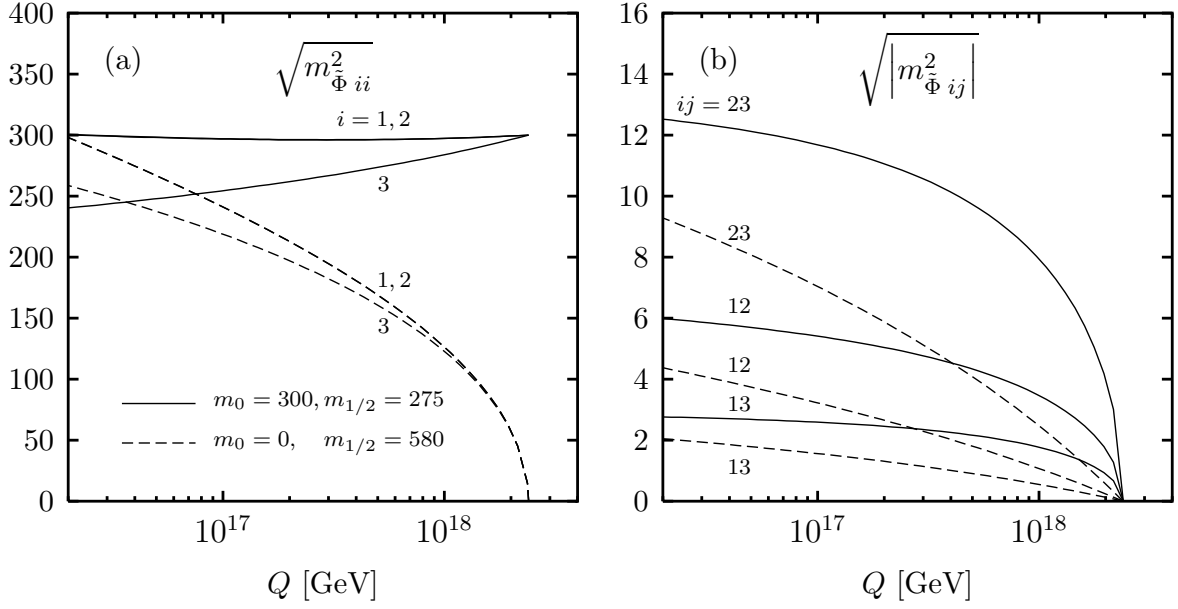 400
350
300
250
200
150
100
50
0
(a)
√m²_Φ̃ ii
i = 1, 2
3
1, 2
3
m₀ = 300, m₁/₂ = 275
m₀ = 0, m₁/₂ = 580
10¹⁷ 10¹⁸
Q [GeV]
16
14
12
10
8
6
4
2
0
(b)
√|m²_Φ̃ ij|
ij = 23
23
12
12
13
13
10¹⁷ 10¹⁸
Q [GeV]